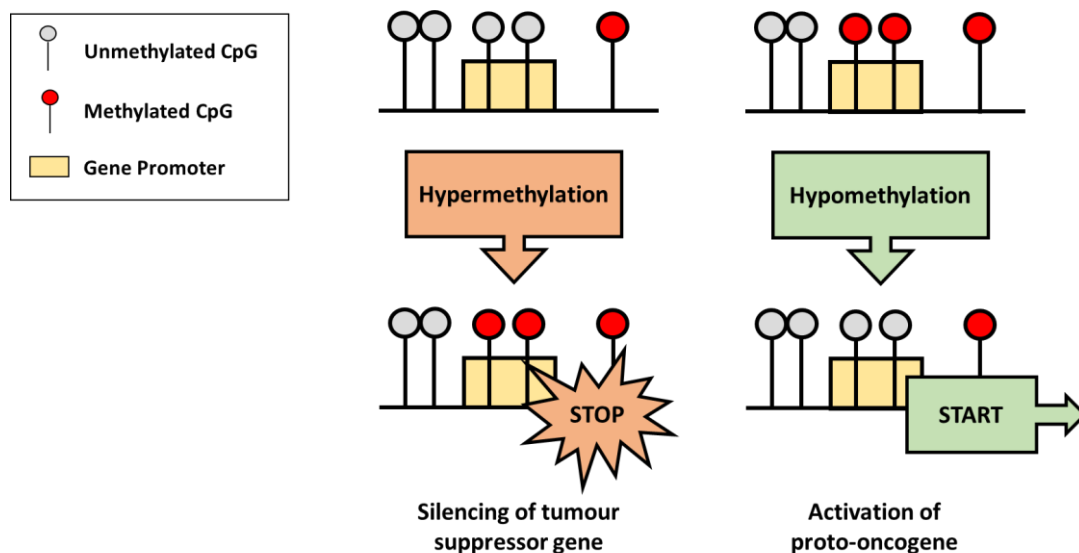 Unmethylated CpG
Methylated CpG
Gene Promoter
Hypermethylation
Hypomethylation
STOP
START
Silencing of tumour
suppressor gene
Activation of
proto-oncogene